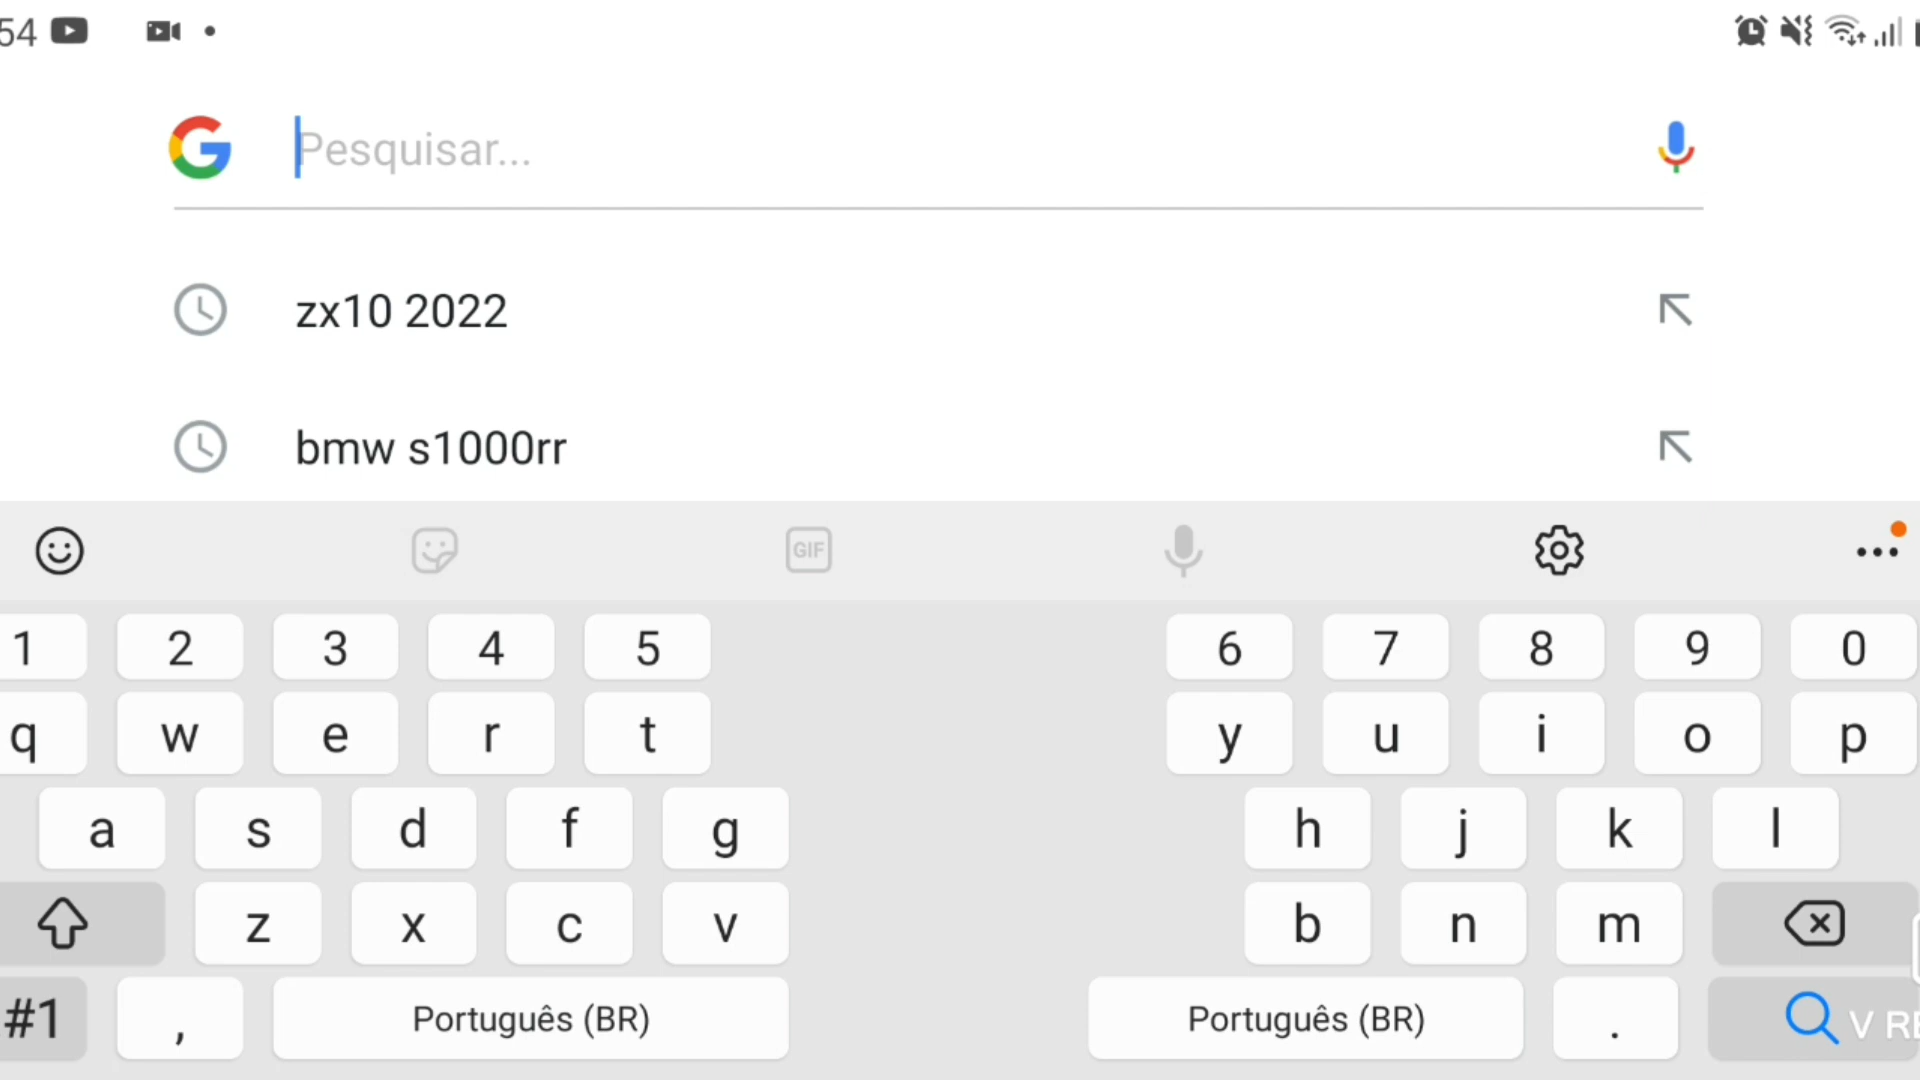 54
Pesquisar...
zx10 2022
bmw s1000rr
GIF
1 2 3 4 5 6 7 8 9 0
q w e r t y u i o p
a s d f g h j k l
z x c v b n m
#1 , Português (BR) Português (BR) . V RE